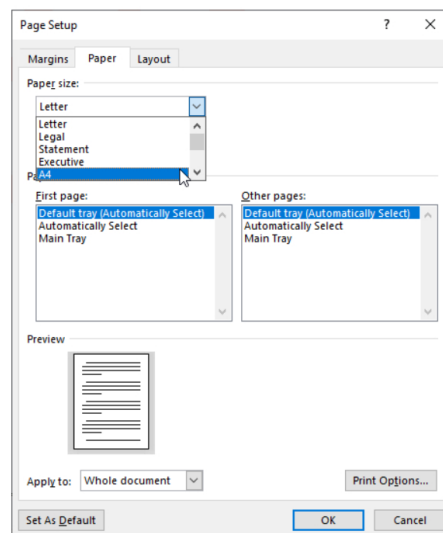 Page Setup
Margins Paper Layout
Paper size:
Letter
Letter
Legal
Statement
Executive
A4
First page: Other pages:
Default tray (Automatically Select) Default tray (Automatically Select)
Automatically Select Automatically Select
Main Tray Main Tray
Preview
Apply to: Whole document Print Options...
Set As Default OK Cancel